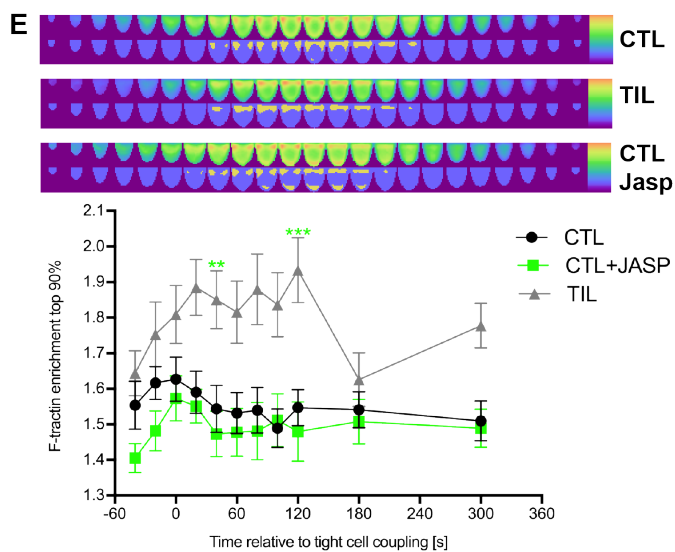 E
CTL
TIL
CTL
Jasp
2.1
2.0
1.9
1.8
1.7
1.6
1.5
1.4
1.3
F-tractin enrichment top 90%
**
***
CTL
CTL+JASP
TIL
-60 0 60 120 180 240 300 360
Time relative to tight cell coupling [s]